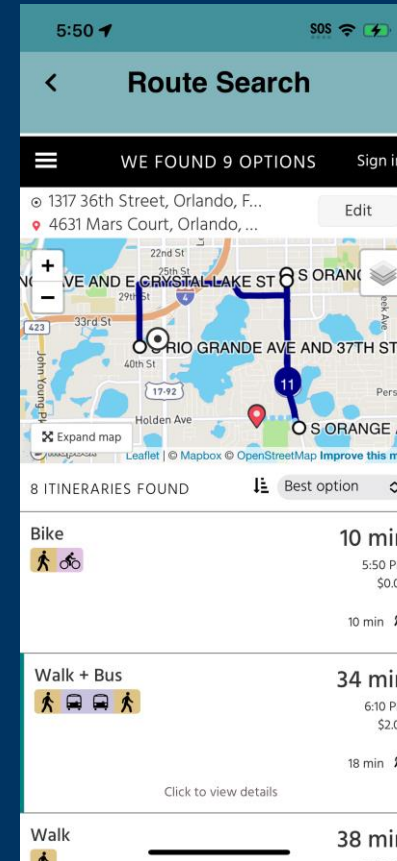 5:50
SOS
Route Search
WE FOUND 9 OPTIONS Sign i
1317 36th Street, Orlando, F...
4631 Mars Court, Orlando, ...
Edit
+
−
22nd St
25th St
VE AND E CRYSTAL LAKE ST
S ORANG
29th St
4
423
33rd St
RIO GRANDE AVE AND 37TH ST
40th St
John Young P
17-92
11
Pers
Holden Ave
S ORANGE
Expand map
Leaflet | © Mapbox © OpenStreetMap Improve this m
8 ITINERARIES FOUND
Best option
Bike
10 min
5:50 P
$0.0
10 min
Walk + Bus
34 min
6:10 P
$2.0
18 min
Click to view details
Walk
38 min